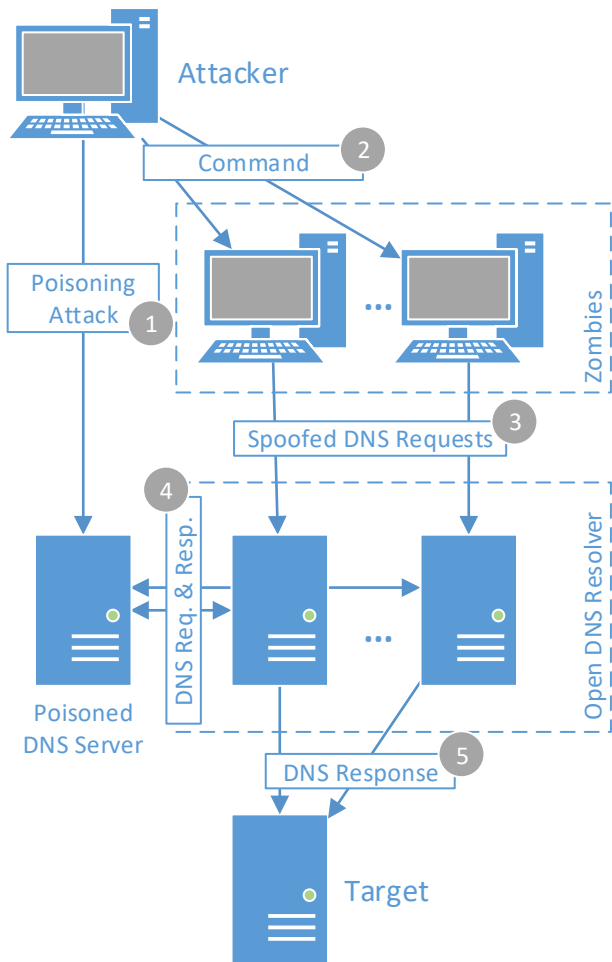 Attacker
Command
2
Poisoning
Attack
1
...
Zombies
Spoofed DNS Requests
3
4
DNS Req. & Resp.
...
Open DNS Resolver
Poisoned
DNS Server
DNS Response
5
Target